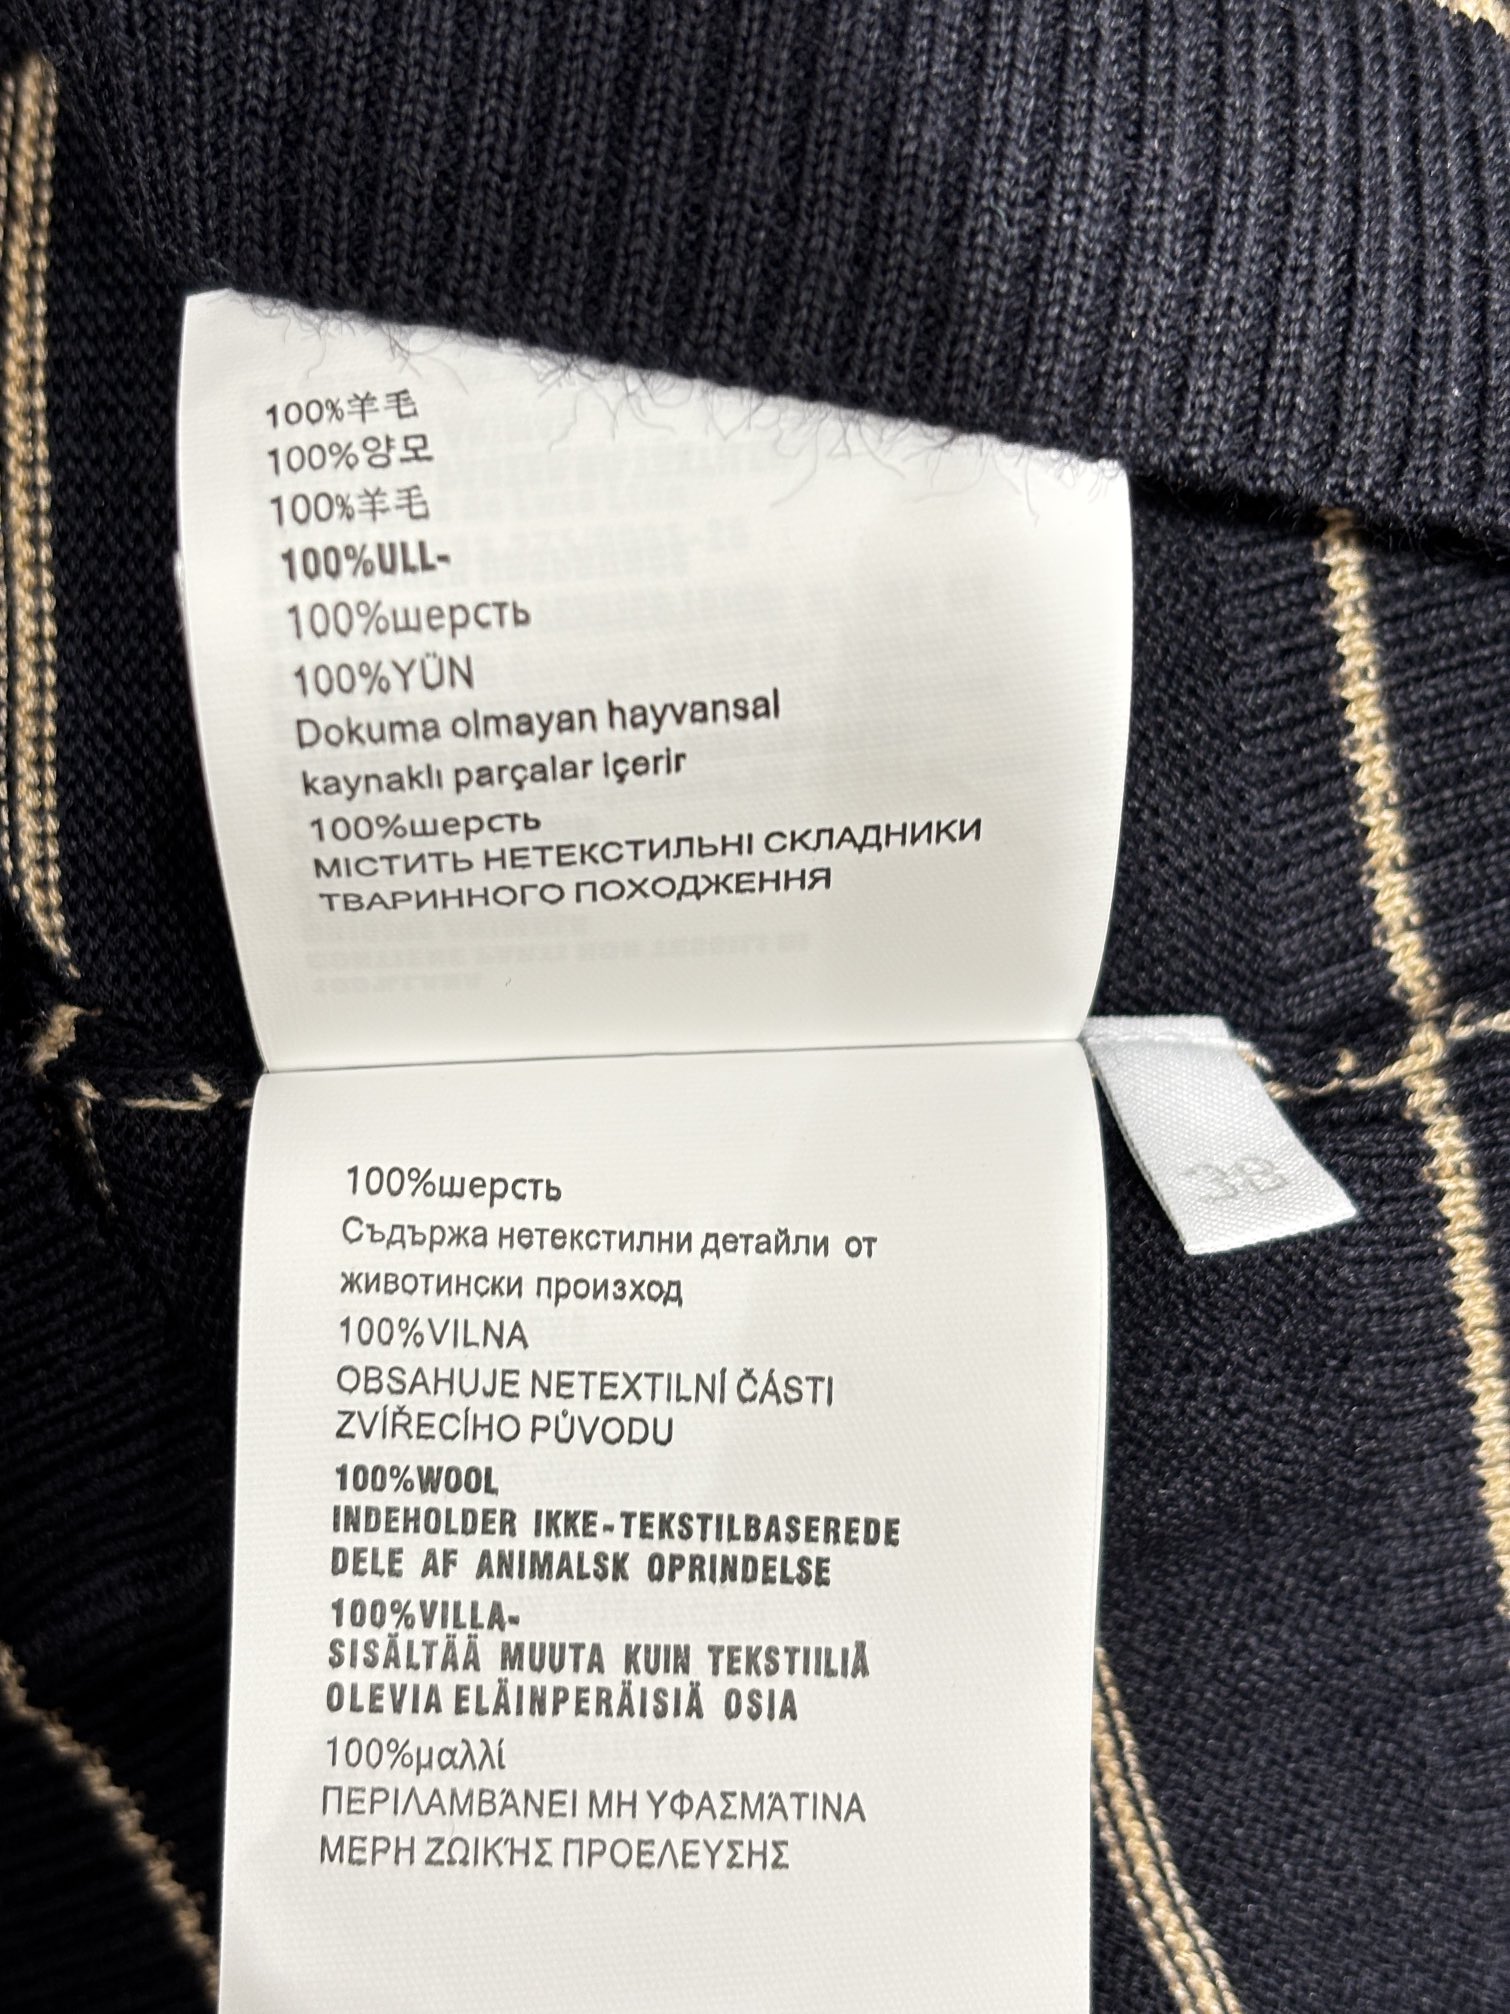 100%羊毛
100%양모
100%羊毛
100%ULL-
100%шерсть
100%YÜN
Dokuma olmayan hayvansal
kaynaklı parçalar içerir
100%шерсть
МІСТИТЬ НЕТЕКСТИЛЬНІ СКЛАДНИКИ
ТВАРИННОГО ПОХОДЖЕННЯ
38
100%шерсть
Съдържа нетекстилни детайли от
животински произход
100%VILNA
OBSAHUJE NETEXTILNÍ ČÁSTI
ZVÍŘECÍHO PŮVODU
100%WOOL
INDEHOLDER IKKE-TEKSTILBASEREDE
DELE AF ANIMALSK OPRINDELSE
100%VILLA-
SISÄLTÄÄ MUUTA KUIN TEKSTIILIÄ
OLEVIA ELÄINPERÄISIÄ OSIA
100%μαλλί
ΠΕΡΙΛΑΜΒΆΝΕΙ ΜΗ ΥΦΑΣΜΆΤΙΝΑ
ΜΕΡΗ ΖΩΙΚΉΣ ΠΡΟΕΛΕΥΣΗΣ